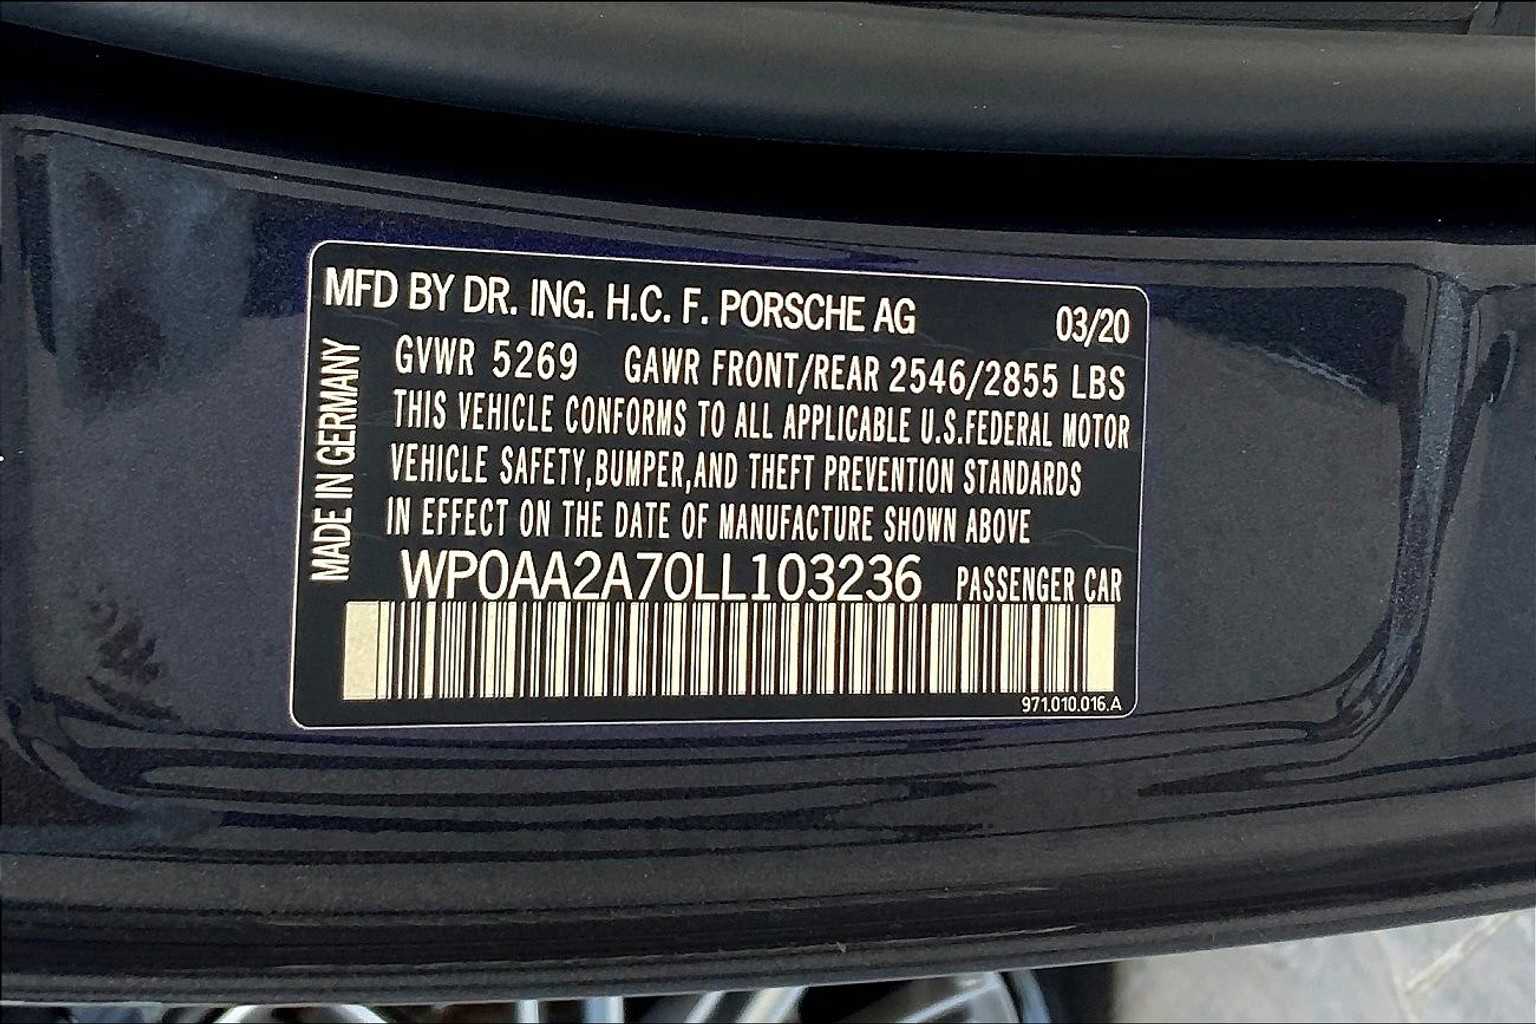 MFD BY DR. ING. H.C. F. PORSCHE AG 03/20
GVWR 5269 GAWR FRONT/REAR 2546/2855 LBS
THIS VEHICLE CONFORMS TO ALL APPLICABLE U.S.FEDERAL MOTOR
VEHICLE SAFETY,BUMPER,AND THEFT PREVENTION STANDARDS
IN EFFECT ON THE DATE OF MANUFACTURE SHOWN ABOVE
WP0AA2A70LL103236 PASSENGER CAR
971.010.016.A
MADE IN GERMANY